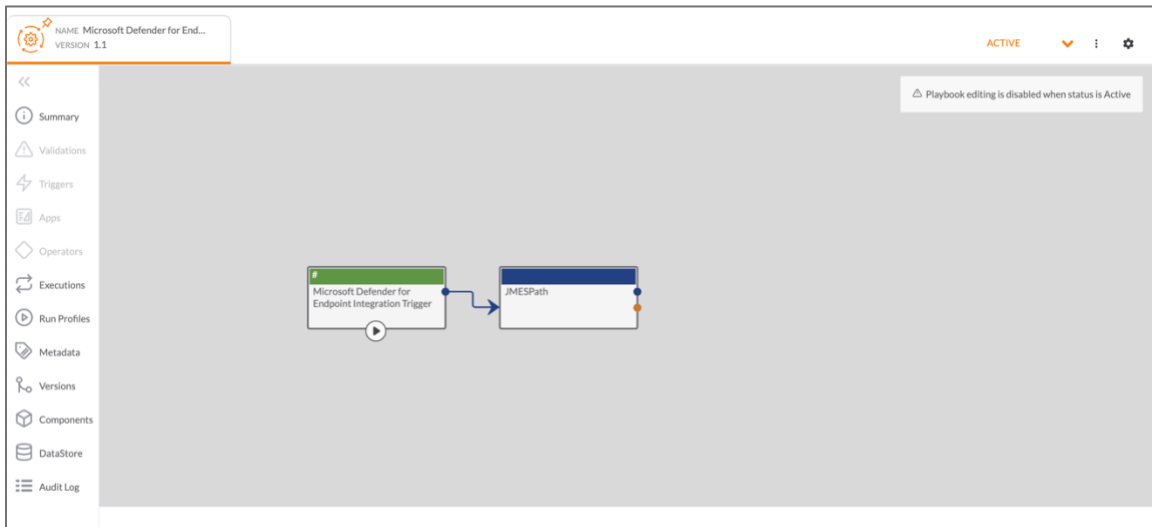 NAME Microsoft Defender for End...
VERSION 1.1
ACTIVE
Playbook editing is disabled when status is Active
Summary
Validations
Triggers
Apps
Operators
Executions
Run Profiles
Metadata
Versions
Components
DataStore
Audit Log
#
Microsoft Defender for
Endpoint Integration Trigger
JMESPath